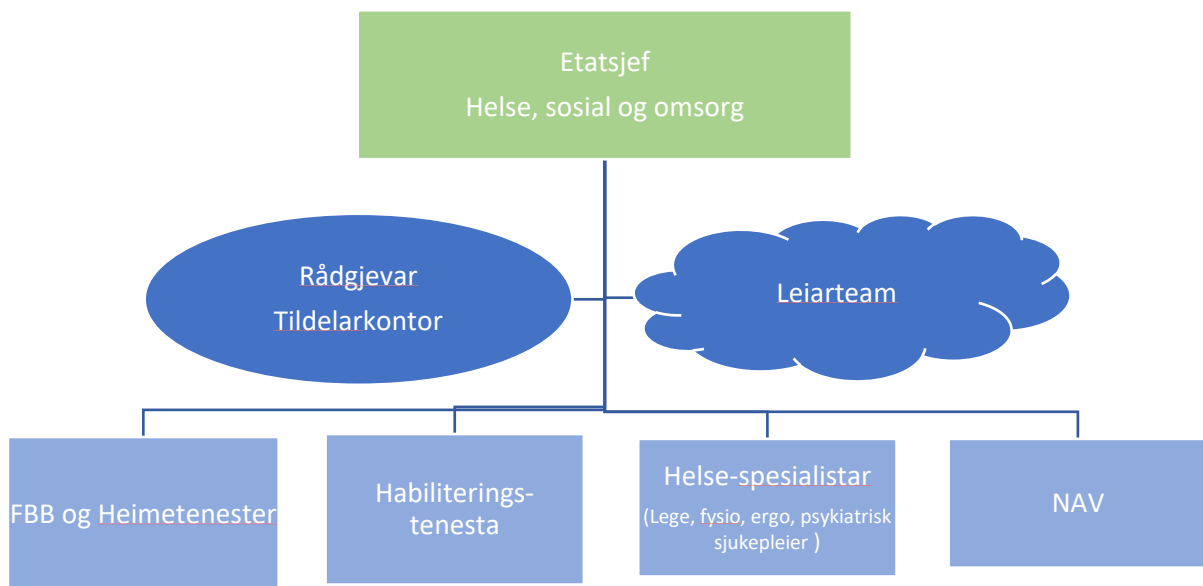 Etatsjef
Helse, sosial og omsorg
Rådgjevar
Tildelarkontor
Leiarteam
FBB og Heimetenester
Habiliterings-
tenesta
Helse-spesialistar
(Lege, fysio, ergo, psykiatrisk
sjukepleier )
NAV